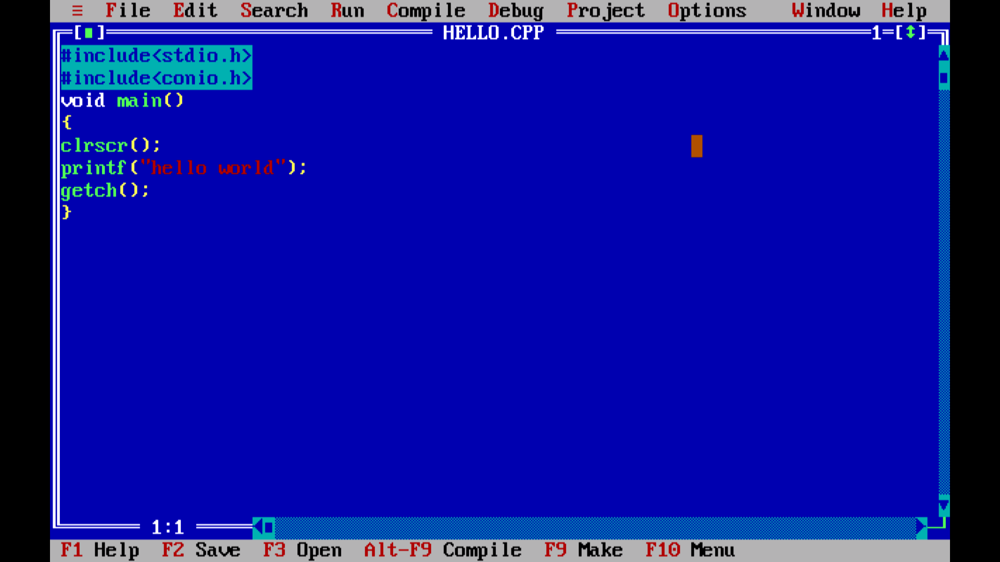 ≡ File Edit Search Run Compile Debug Project Options Window Help
[■] HELLO.CPP 1=[↕]
#include<stdio.h>
#include<conio.h>
void main()
{
clrscr();
printf("hello world");
getch();
}
1:1
F1 Help F2 Save F3 Open Alt-F9 Compile F9 Make F10 Menu